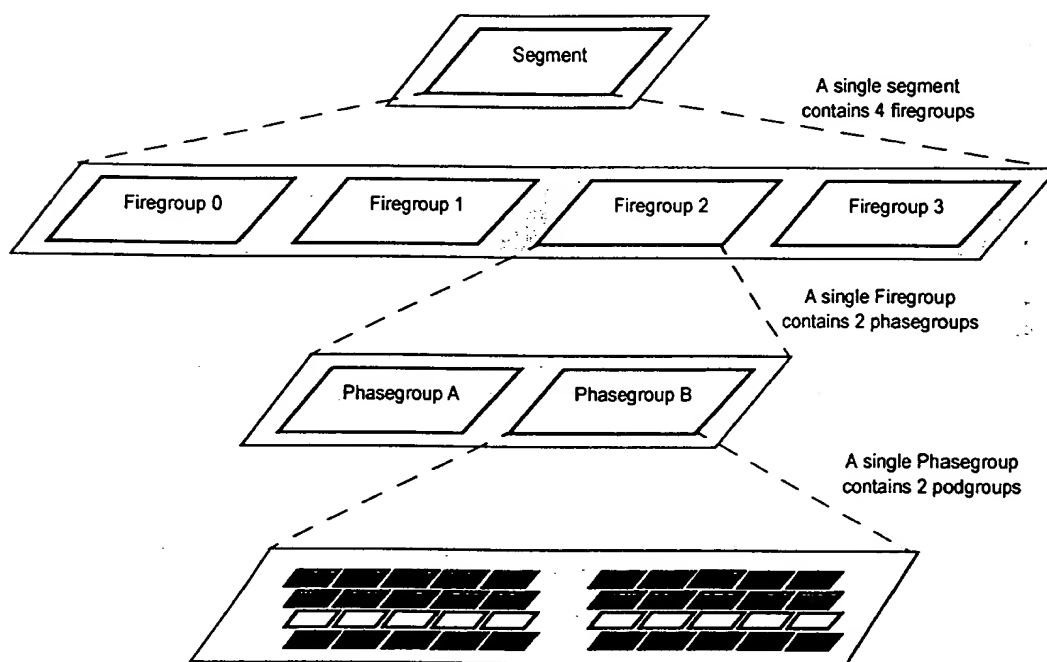 Segment
A single segment
contains 4 firegroups
Firegroup 0
Firegroup 1
Firegroup 2
Firegroup 3
A single Firegroup
contains 2 phasegroups
Phasegroup A
Phasegroup B
A single Phasegroup
contains 2 podgroups